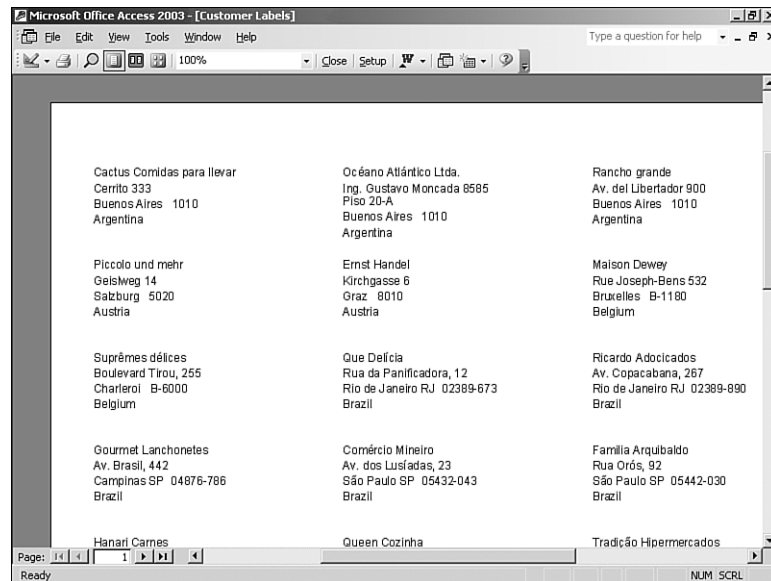 Microsoft Office Access 2003 - [Customer Labels]
File Edit View Tools Window Help
Type a question for help
100%
Close Setup
Cactus Comidas para llevar
Cerrito 333
Buenos Aires 1010
Argentina
Océano Atlántico Ltda.
Ing. Gustavo Moncada 8585
Piso 20-A
Buenos Aires 1010
Argentina
Rancho grande
Av. del Libertador 900
Buenos Aires 1010
Argentina
Piccolo und mehr
Geislweg 14
Salzburg 5020
Austria
Ernst Handel
Kirchgasse 6
Graz 8010
Austria
Maison Dewey
Rue Joseph-Bens 532
Bruxelles B-1180
Belgium
Suprêmes délices
Boulevard Tirou, 255
Charleroi B-6000
Belgium
Que Delícia
Rua da Panificadora, 12
Rio de Janeiro RJ 02389-673
Brazil
Ricardo Adocicados
Av. Copacabana, 267
Rio de Janeiro RJ 02389-890
Brazil
Gourmet Lanchonetes
Av. Brasil, 442
Campinas SP 04876-786
Brazil
Comércio Mineiro
Av. dos Lusíadas, 23
São Paulo SP 05432-043
Brazil
Familia Arquibaldo
Rua Orós, 92
São Paulo SP 05442-030
Brazil
Hanari Carnes
Queen Cozinha
Tradição Hipermercados
Page: 1
Ready
NUM SCRL